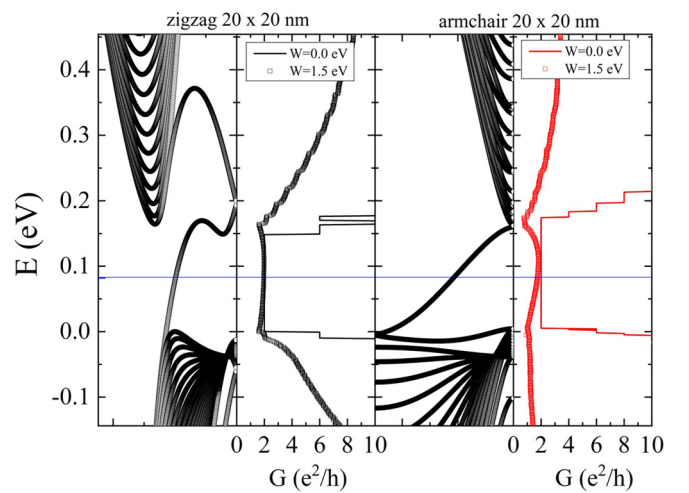 zigzag 20 x 20 nm
armchair 20 x 20 nm
W=0.0 eV
W=1.5 eV
W=0.0 eV
W=1.5 eV
E (eV)
0.4
0.3
0.2
0.1
0.0
-0.1
0 2 4 6 8 10
0 2 4 6 8 10
G (e²/h)
G (e²/h)